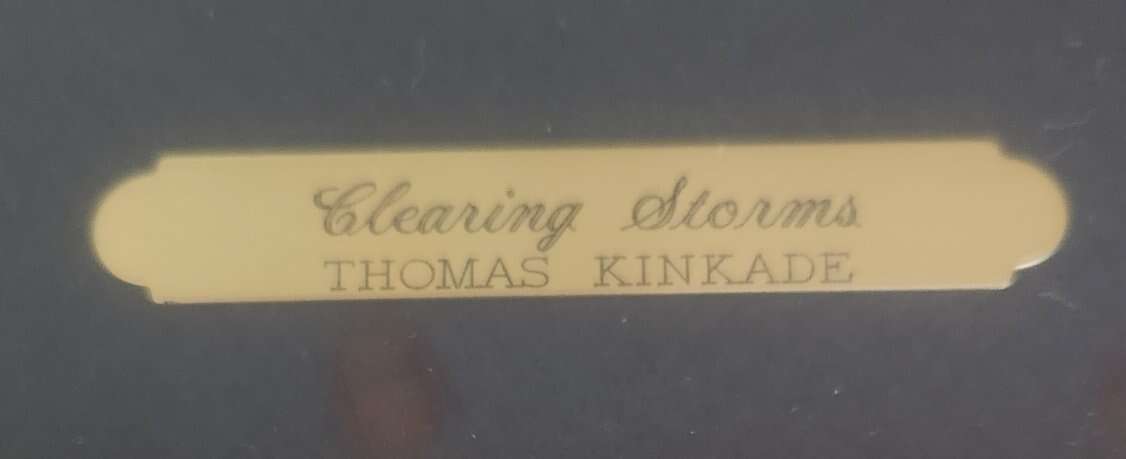 Clearing Storms
THOMAS KINKADE